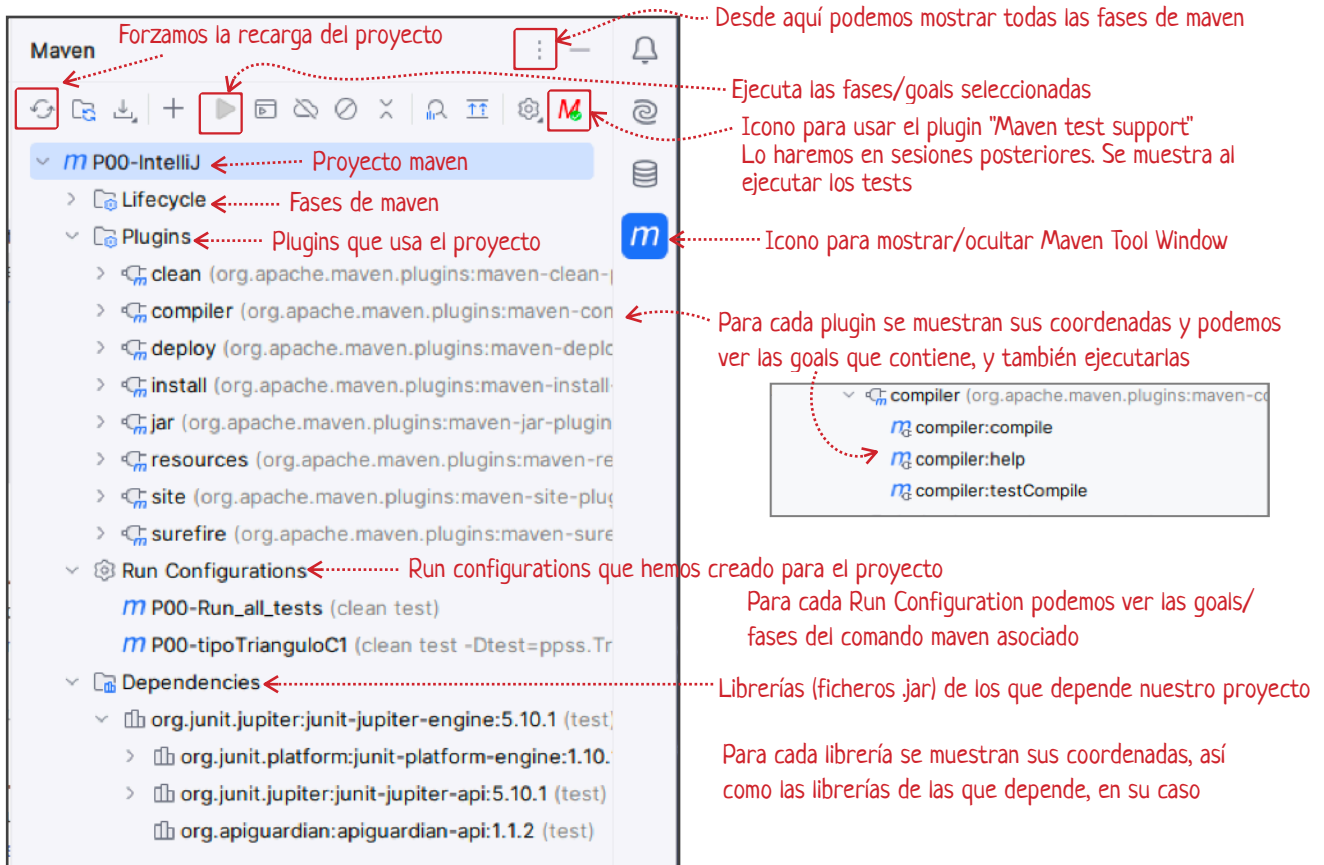 Desde aquí podemos mostrar todas las fases de maven
Forzamos la recarga del proyecto
Maven
Ejecuta las fases/goals seleccionadas
Icono para usar el plugin "Maven test support"
Lo haremos en sesiones posteriores. Se muestra al
ejecutar los tests
P00-IntelliJ
Proyecto maven
Lifecycle
Fases de maven
Plugins
Plugins que usa el proyecto
Icono para mostrar/ocultar Maven Tool Window
clean (org.apache.maven.plugins:maven-clean-
compiler (org.apache.maven.plugins:maven-com
deploy (org.apache.maven.plugins:maven-deplo
install (org.apache.maven.plugins:maven-install-
jar (org.apache.maven.plugins:maven-jar-plugin
resources (org.apache.maven.plugins:maven-re
site (org.apache.maven.plugins:maven-site-plug
surefire (org.apache.maven.plugins:maven-sure
Para cada plugin se muestran sus coordenadas y podemos
ver las goals que contiene, y también ejecutarlas
compiler (org.apache.maven.plugins:maven-co
compiler:compile
compiler:help
compiler:testCompile
Run Configurations
Run configurations que hemos creado para el proyecto
P00-Run_all_tests (clean test)
P00-tipoTrianguloC1 (clean test -Dtest=ppss.Tr
Para cada Run Configuration podemos ver las goals/
fases del comando maven asociado
Dependencies
Librerías (ficheros .jar) de los que depende nuestro proyecto
org.junit.jupiter:junit-jupiter-engine:5.10.1 (test)
org.junit.platform:junit-platform-engine:1.10.
org.junit.jupiter:junit-jupiter-api:5.10.1 (test)
org.apiguardian:apiguardian-api:1.1.2 (test)
Para cada librería se muestran sus coordenadas, así
como las librerías de las que depende, en su caso